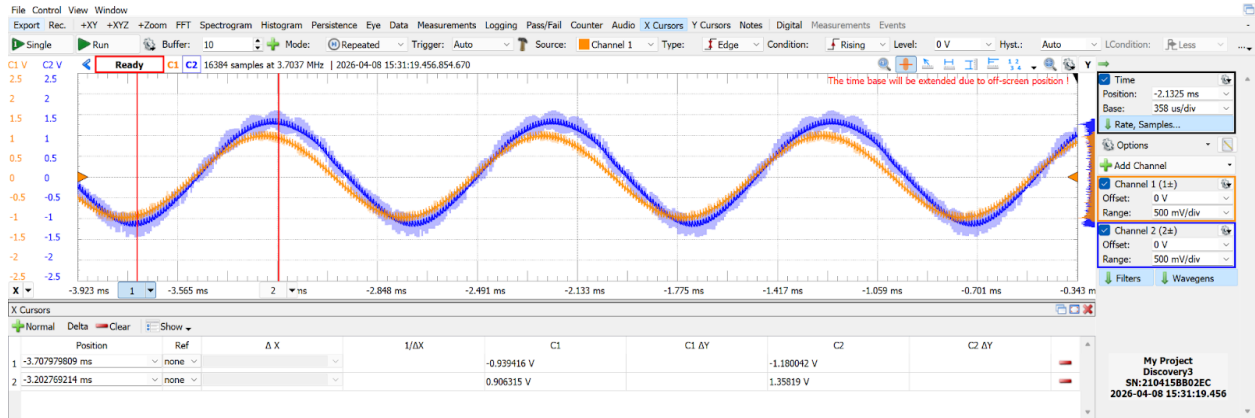 File Control View Window
Export Rec. +XY +XYZ +Zoom FFT Spectrogram Histogram Persistence Eye Data Measurements Logging Pass/Fail Counter Audio X Cursors Y Cursors Notes Digital Measurements Events
Single Run Buffer: 10 Mode: Repeated Trigger: Auto Source: Channel 1 Type: Edge Condition: Rising Level: 0 V Hyst.: Auto LCondition: Less ...
C1 V C2 V Ready C1 C2 16384 samples at 3.7037 MHz | 2026-04-08 15:31:19.454.854.670 Y
The time base will be extended due to off-screen position !
2.5 2.5
2 2
1.5 1.5
1 1
0.5 0.5
0 0
-0.5 -0.5
-1 -1
-1.5 -1.5
-2 -2
-2.5 -2.5
X -3.923 ms 1 -3.565 ms 2 ms -2.848 ms -2.491 ms -2.133 ms -1.775 ms -1.417 ms -1.059 ms -0.701 ms -0.343 m
Time
Position: -2.1325 ms
Base: 358 us/div
Rate, Samples...
Options
Add Channel
Channel 1 (1±)
Offset: 0 V
Range: 500 mV/div
Channel 2 (2±)
Offset: 0 V
Range: 500 mV/div
Filters Wavegens
X Cursors
Normal Delta Clear Show
Position Ref Δ X 1/ΔX C1 C1 ΔY C2 C2 ΔY
1 -3.707979809 ms none -0.939416 V -1.180042 V
2 -3.202769214 ms none 0.906315 V 1.35819 V
My Project
Discovery3
SN:210415BB02EC
2026-04-08 15:31:19.456